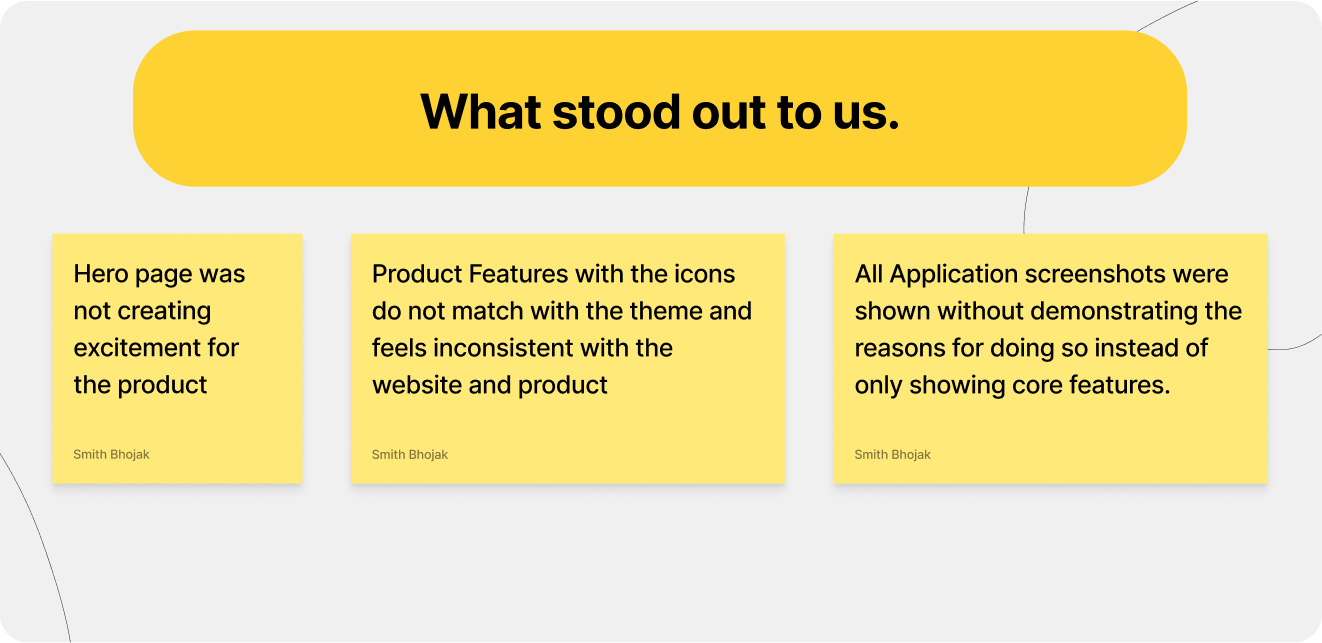 What stood out to us.
Hero page was
not creating
excitement for
the product
Smith Bhojak
Product Features with the icons
do not match with the theme and
feels inconsistent with the
website and product
Smith Bhojak
All Application screenshots were
shown without demonstrating the
reasons for doing so instead of
only showing core features.
Smith Bhojak